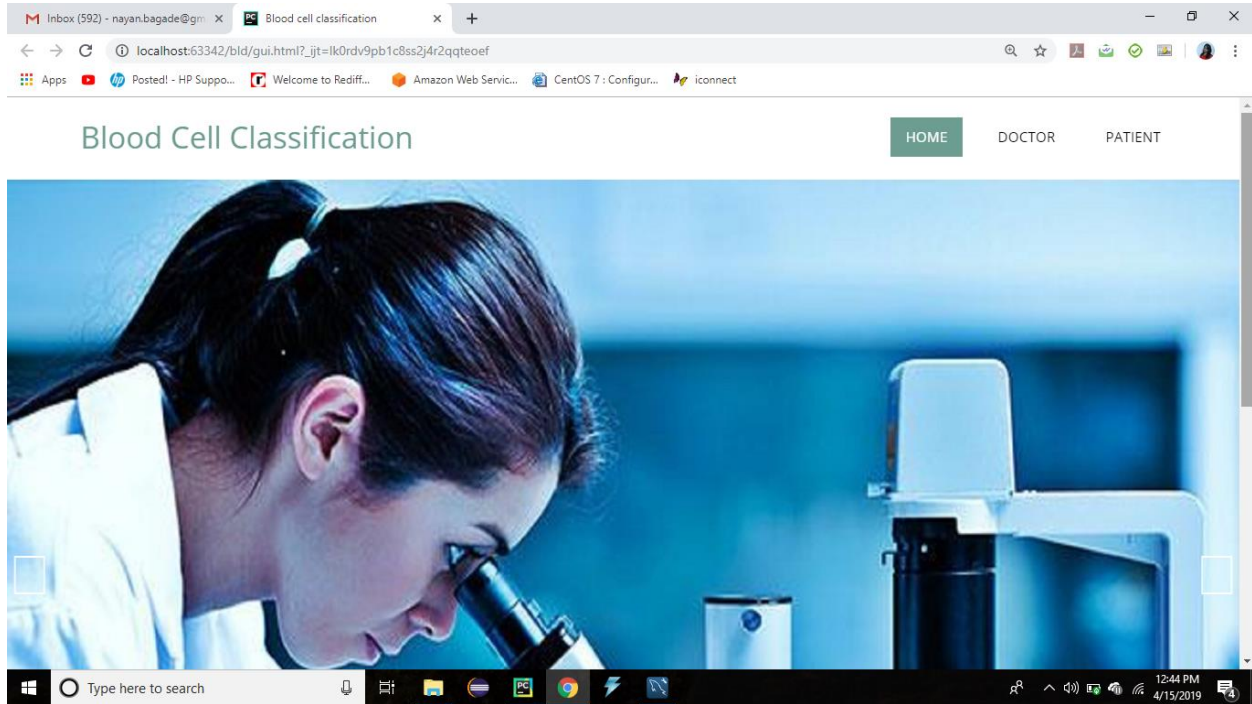 Inbox (592) - nayan.bagade@gm
Blood cell classification
localhost:63342/bld/gui.html?_ijt=lk0rdv9pb1c8ss2j4r2qqteoef
Apps
Posted! - HP Suppo...
Welcome to Rediff...
Amazon Web Servic...
CentOS 7 : Configur...
iconnect
Blood Cell Classification
HOME
DOCTOR
PATIENT
Type here to search
12:44 PM
4/15/2019
4